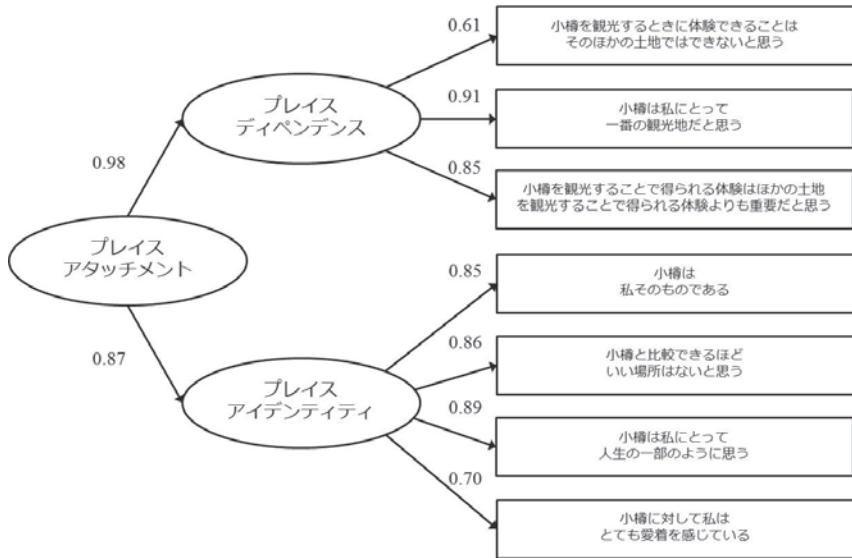 0.61
小樽を観光するときに体験できることは
そのほかの土地ではできないと思う
プレイス
ディペンデンス
0.91
小樽は私にとって
一番の観光地だと思う
0.85
小樽を観光することで得られる体験はほかの土地
を観光することで得られる体験よりも重要だと思う
0.98
プレイス
アタッチメント
0.87
0.85
小樽は
私そのものである
0.86
小樽と比較できるほど
いい場所はないと思う
プレイス
アイデンティティ
0.89
小樽は私にとって
人生の一部のように思う
0.70
小樽に対して私は
とても愛着を感じている